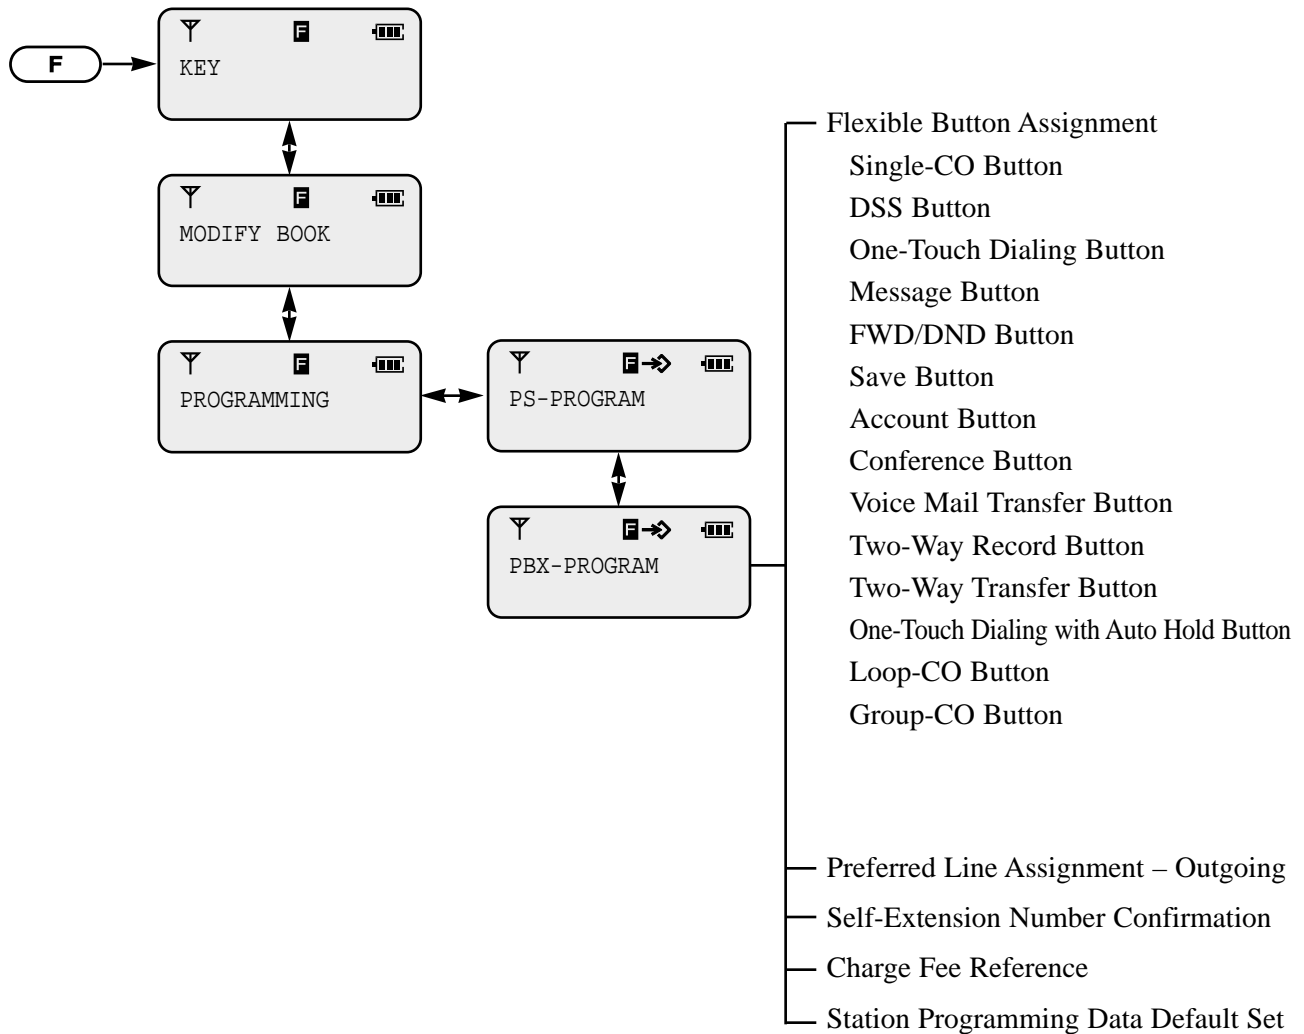 F
F
KEY
F
MODIFY BOOK
F
PROGRAMMING
F
PS-PROGRAM
F
PBX-PROGRAM
Flexible Button Assignment
Single-CO Button
DSS Button
One-Touch Dialing Button
Message Button
FWD/DND Button
Save Button
Account Button
Conference Button
Voice Mail Transfer Button
Two-Way Record Button
Two-Way Transfer Button
One-Touch Dialing with Auto Hold Button
Loop-CO Button
Group-CO Button
Preferred Line Assignment – Outgoing
Self-Extension Number Confirmation
Charge Fee Reference
Station Programming Data Default Set